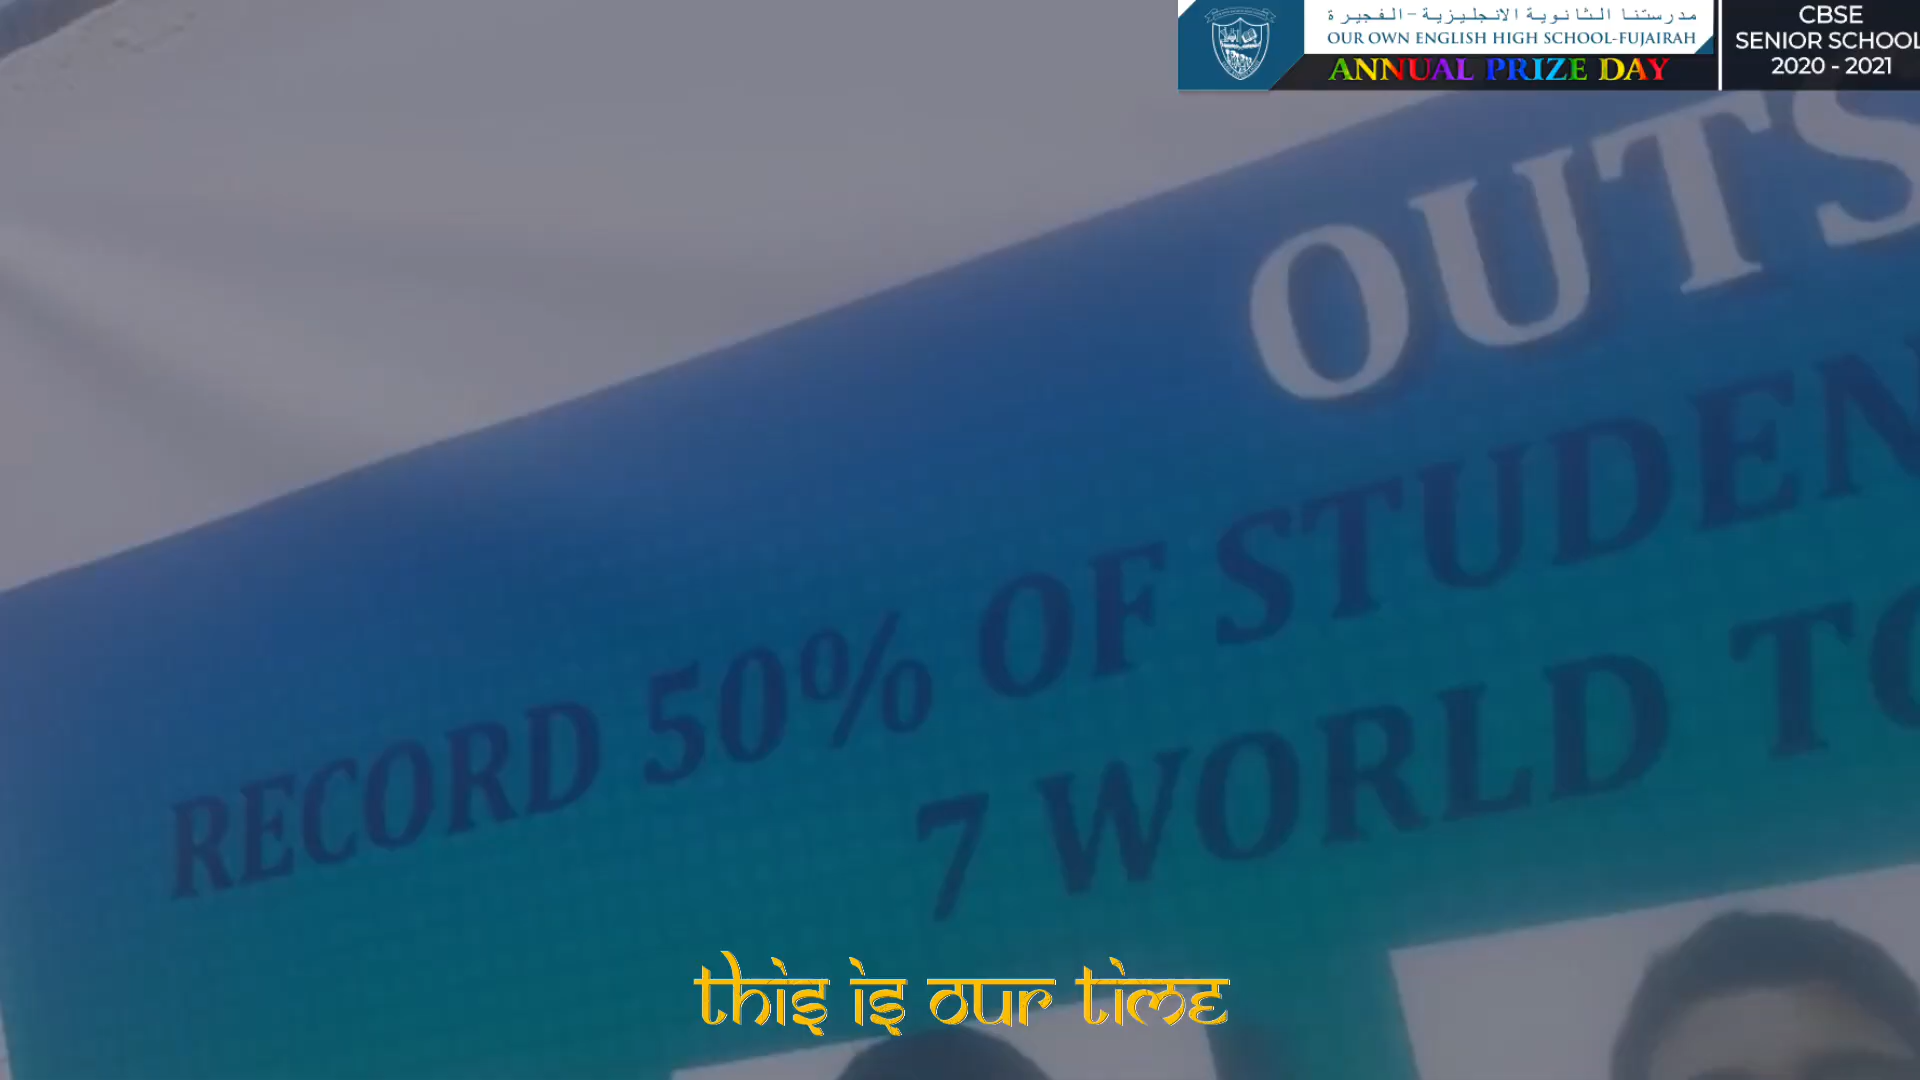 مدرستنا الثانوية الانجليزية - الفجيرة
OUR OWN ENGLISH HIGH SCHOOL-FUJAIRAH
ANNUAL PRIZE DAY
CBSE
SENIOR SCHOOL
2020 - 2021
OUTS
RECORD 50% OF STUDEN
7 WORLD TO
this is our time